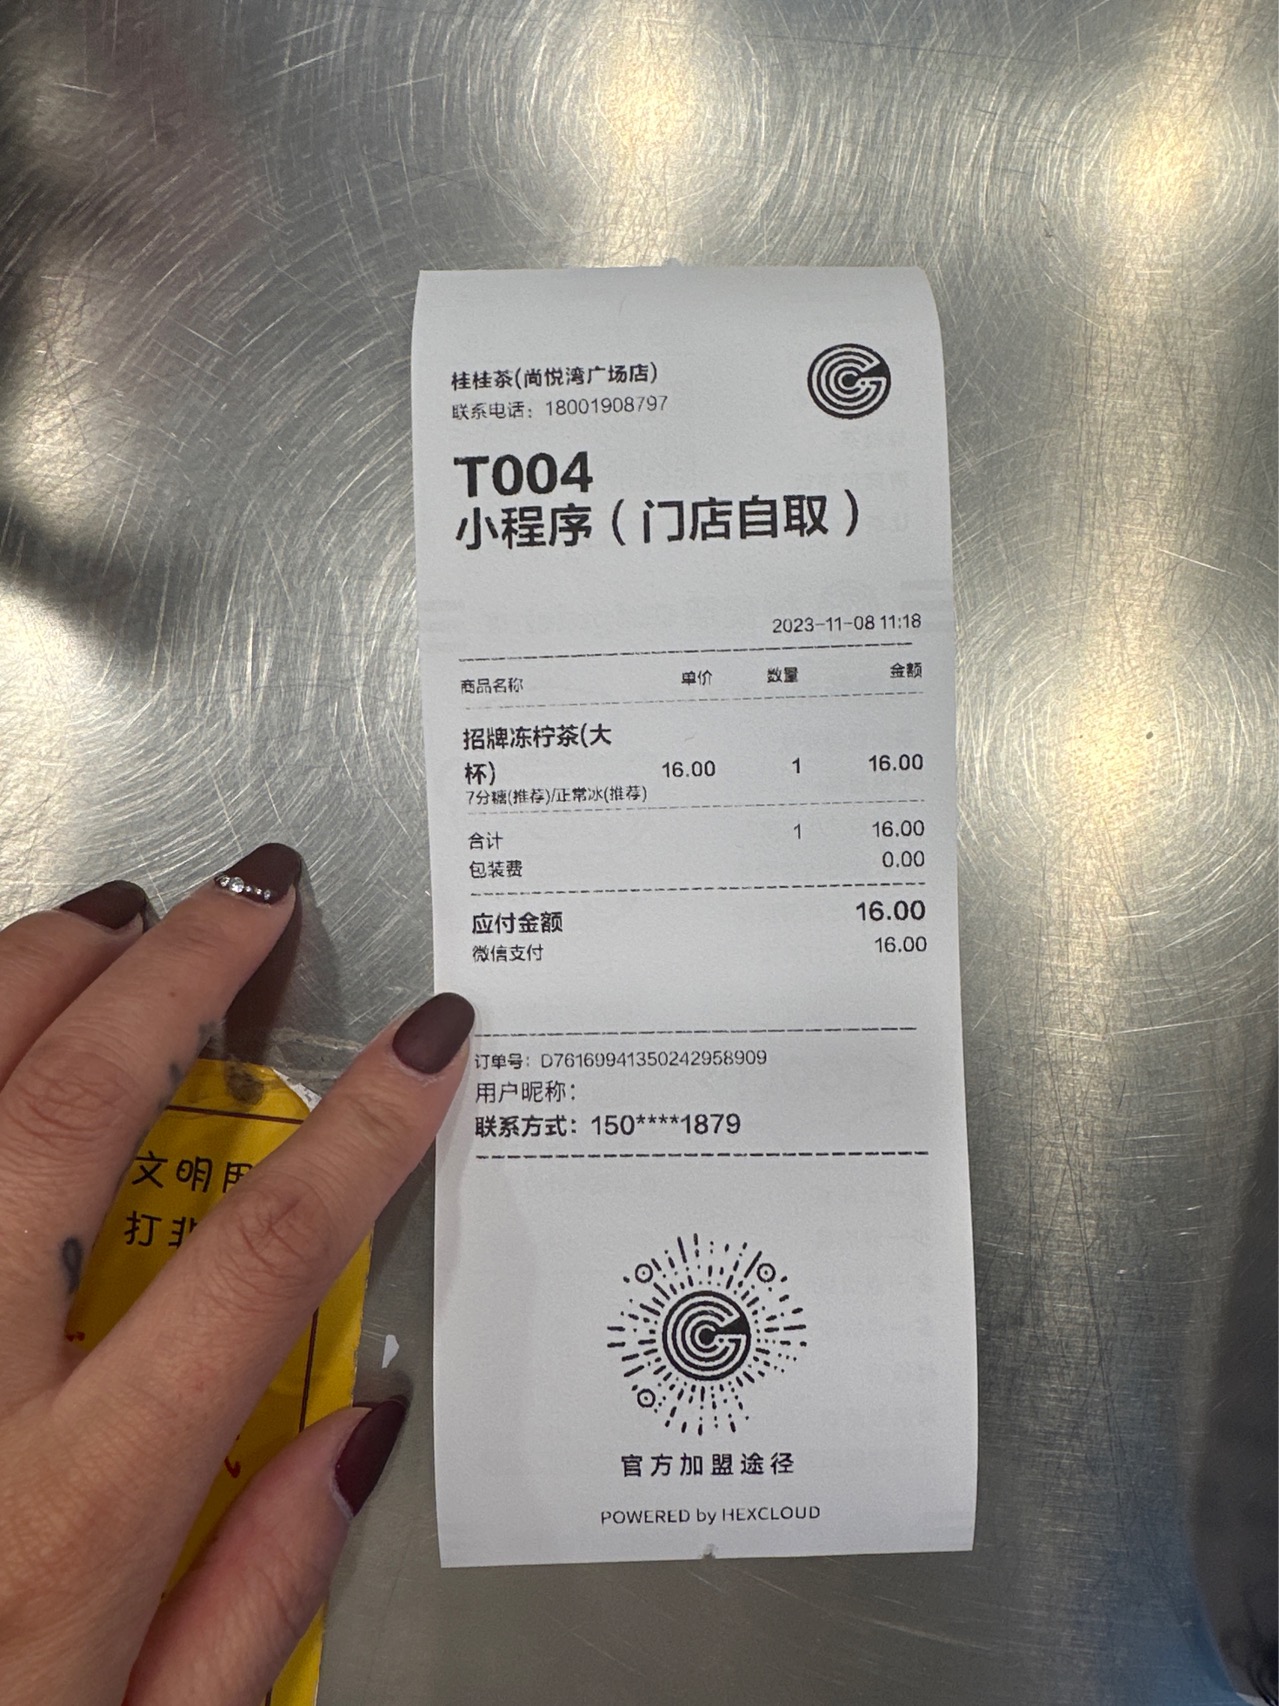 桂桂茶(尚悦湾广场店)
联系电话：18001908797
T004
小程序（门店自取）
2023-11-08 11:18
商品名称 单价 数量 金额
招牌冻柠茶(大
杯) 16.00 1 16.00
7分糖(推荐)/正常冰(推荐)
合计 1 16.00
包装费 0.00
应付金额 16.00
微信支付 16.00
订单号：D76169941350242958909
用户昵称：
联系方式：150****1879
官方加盟途径
POWERED by HEXCLOUD
文明用
打非